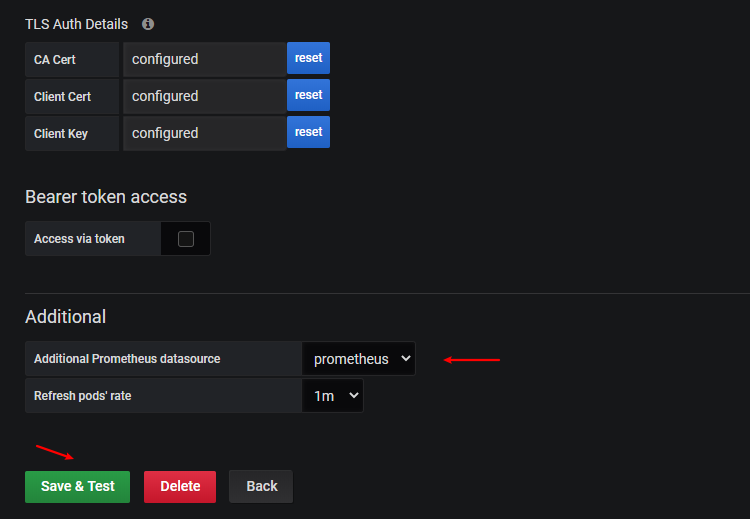 TLS Auth Details
CA Cert configured reset
Client Cert configured reset
Client Key configured reset
Bearer token access
Access via token
Additional
Additional Prometheus datasource prometheus
Refresh pods' rate 1m
Save & Test Delete Back